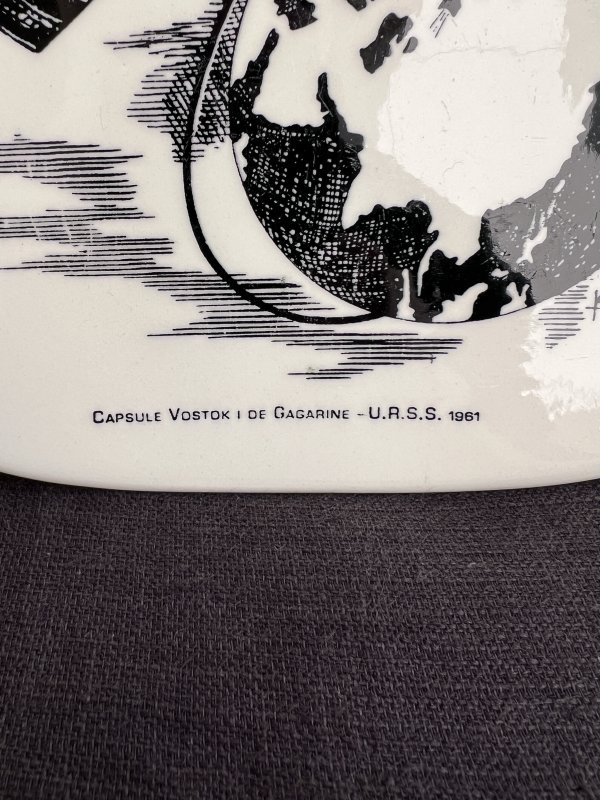 CAPSULE VOSTOK I DE GAGARINE - U.R.S.S. 1961